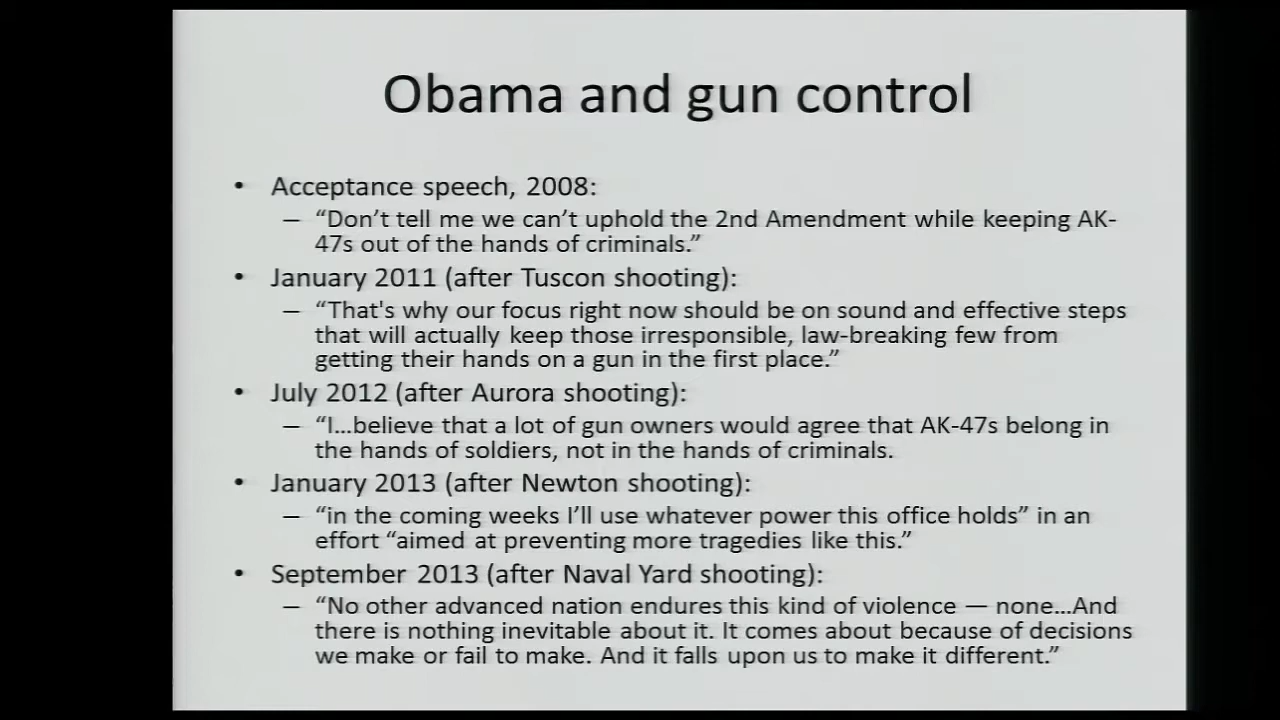 Obama and gun control
• Acceptance speech, 2008:
– “Don’t tell me we can’t uphold the 2nd Amendment while keeping AK-
47s out of the hands of criminals.”
• January 2011 (after Tuscon shooting):
– “That's why our focus right now should be on sound and effective steps
that will actually keep those irresponsible, law-breaking few from
getting their hands on a gun in the first place.”
• July 2012 (after Aurora shooting):
– “I…believe that a lot of gun owners would agree that AK-47s belong in
the hands of soldiers, not in the hands of criminals.
• January 2013 (after Newton shooting):
– “in the coming weeks I’ll use whatever power this office holds” in an
effort “aimed at preventing more tragedies like this.”
• September 2013 (after Naval Yard shooting):
– “No other advanced nation endures this kind of violence — none…And
there is nothing inevitable about it. It comes about because of decisions
we make or fail to make. And it falls upon us to make it different.”